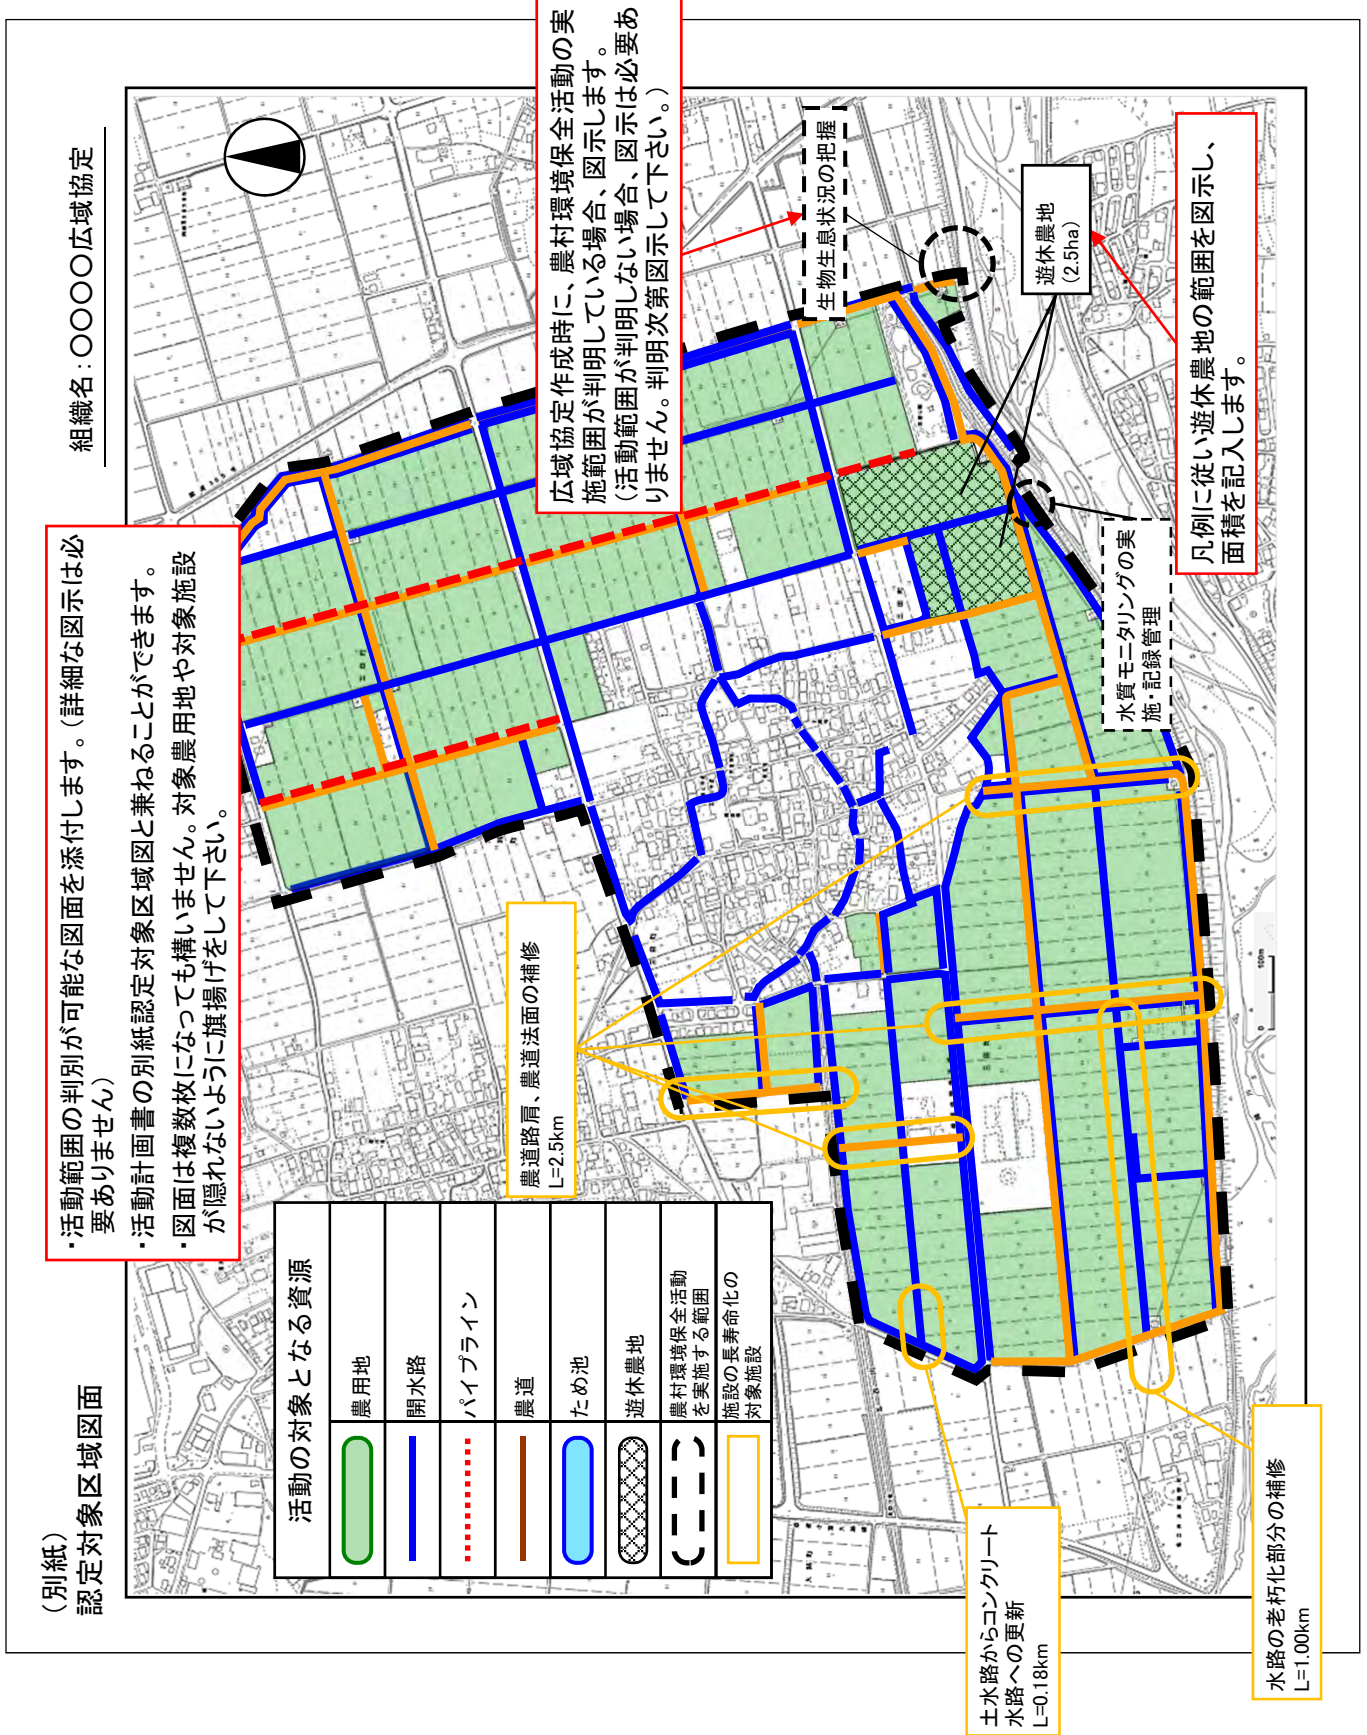 （別紙）
認定対象区域図面
組織名：〇〇〇〇広域協定
・活動範囲の判別が可能な図面を添付します。（詳細な図示は必
要ありません）
・活動計画書の別紙認定対象区域図と兼ねることができます。
・図面は複数枚になっても構いません。対象農用地や対象施設
が隠れないように旗揚げをして下さい。
広域協定作成時に、農村環境保全活動の実
施範囲が判明している場合、図示します。
（活動範囲が判明しない場合、図示は必要あ
りません。判明次第図示して下さい。）
生物生息状況の把握
遊休農地
（2.5ha）
凡例に従い遊休農地の範囲を図示し、
面積を記入します。
水質モニタリングの実
施・記録管理
農道路肩、農道法面の補修
L=2.5km
活動の対象となる資源
農用地
開水路
パイプライン
農道
ため池
遊休農地
農村環境保全活動
を実施する範囲
施設の長寿命化の
対象施設
土水路からコンクリート
水路への更新
L=0.18km
水路の老朽化部分の補修
L=1.00km
0
100m